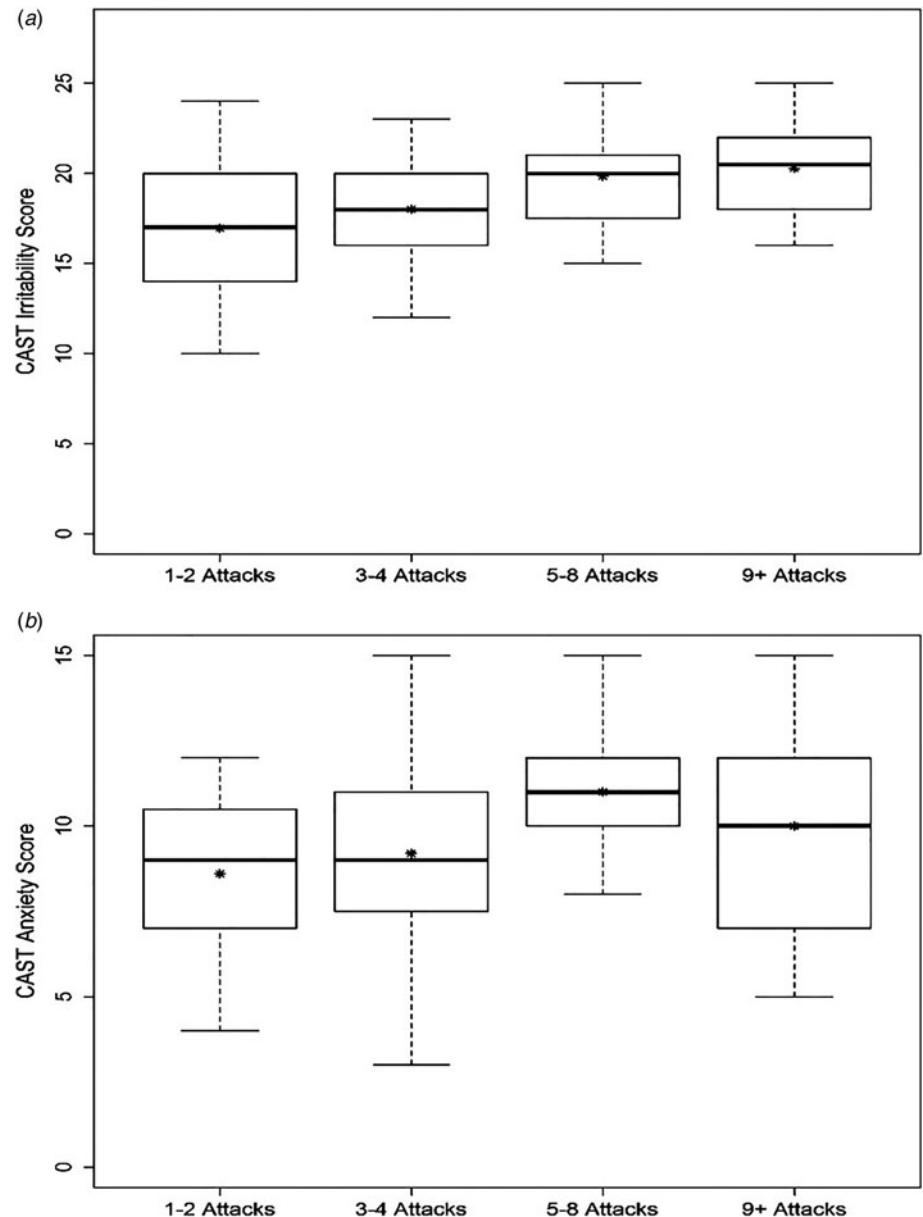 (a)
CAST Irritability Score
25
20
15
10
5
0
1-2 Attacks 3-4 Attacks 5-8 Attacks 9+ Attacks
(b)
CAST Anxiety Score
15
10
5
0
1-2 Attacks 3-4 Attacks 5-8 Attacks 9+ Attacks